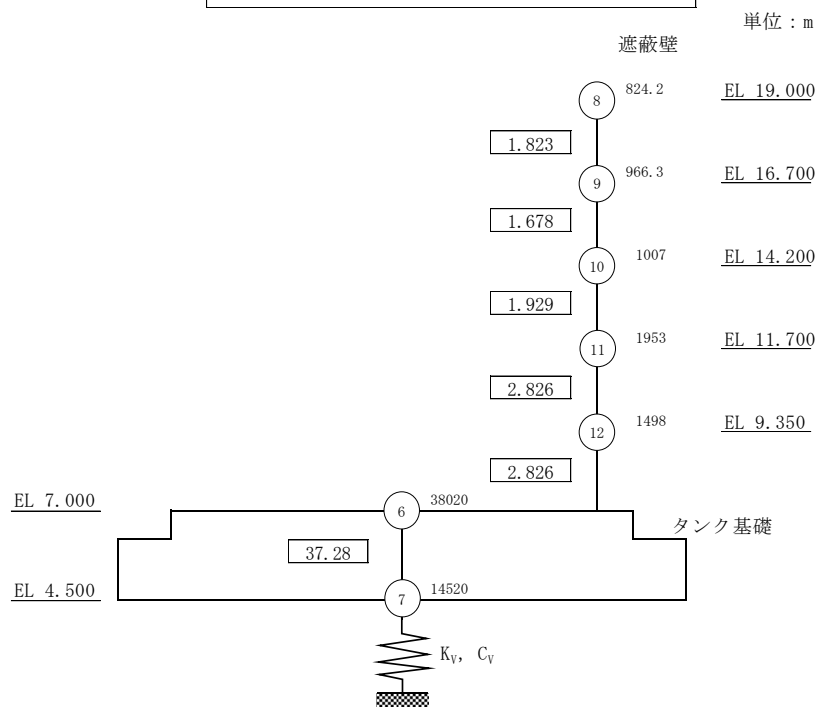 単位:m
遮蔽壁
8 824.2 EL 19.000
1.823
9 966.3 EL 16.700
1.678
10 1007 EL 14.200
1.929
11 1953 EL 11.700
2.826
12 1498 EL 9.350
2.826
EL 7.000 6 38020
タンク基礎
37.28
EL 4.500 7 14520
Kv, Cv